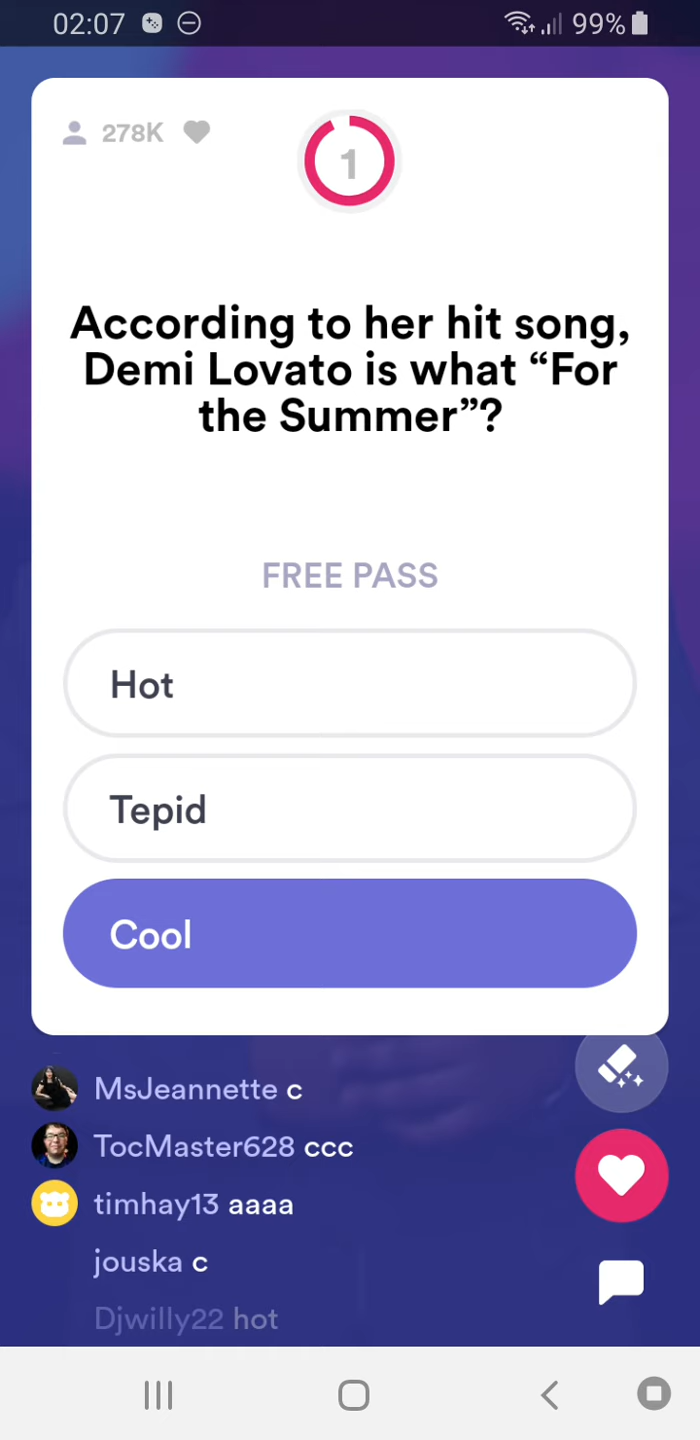 02:07 99%
278K
1
According to her hit song,
Demi Lovato is what “For
the Summer”?
FREE PASS
Hot
Tepid
Cool
MsJeannette c
TocMaster628 ccc
timhay13 aaaa
jouska c
Djwilly22 hot